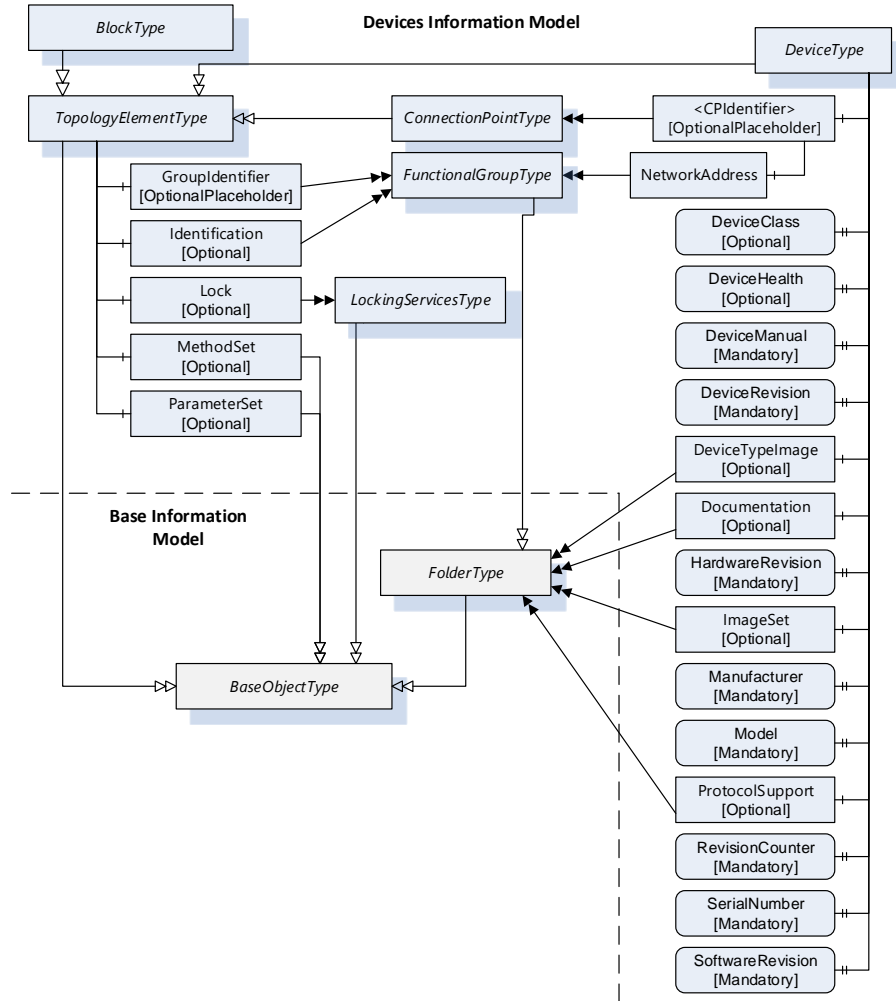 Devices Information Model
BlockType
DeviceType
TopologyElementType
ConnectionPointType
<CPIdentifier>
[OptionalPlaceholder]
GroupIdentifier
[OptionalPlaceholder]
FunctionalGroupType
NetworkAddress
Identification
[Optional]
DeviceClass
[Optional]
Lock
[Optional]
LockingServicesType
DeviceHealth
[Optional]
MethodSet
[Optional]
DeviceManual
[Mandatory]
ParameterSet
[Optional]
DeviceRevision
[Mandatory]
DeviceTypeImage
[Optional]
Base Information
Model
Documentation
[Optional]
FolderType
HardwareRevision
[Mandatory]
ImageSet
[Optional]
BaseObjectType
Manufacturer
[Mandatory]
Model
[Mandatory]
ProtocolSupport
[Optional]
RevisionCounter
[Mandatory]
SerialNumber
[Mandatory]
SoftwareRevision
[Mandatory]